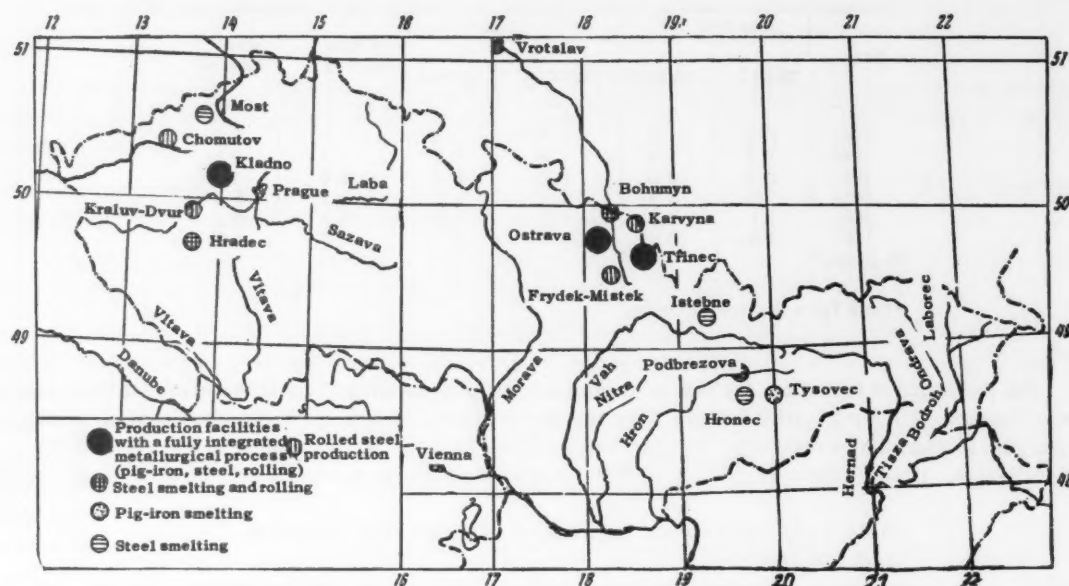 12 13 14 15 16 17 18 19 20 21 22
51 51
Vrotslav
Most
Chomutov
Kladno
50
Prague
Laba
Bohumyn
Kraluv-Dvur
Karvyna
Sazava
Ostrava
Hradec
Trinec
Vltava
Frydek-Mistek
Istebne
Laborec
49 49
Vltava
Ondrava
Danube
Morava
Vah
Podbrezova
Nitra
Tysovec
Bodroh
Hron
Hronec
Tisza
Vienna
Hernad
Production facilities
with a fully integrated
metallurgical process
(pig-iron, steel, rolling)
Rolled steel
production
Steel smelting and rolling
Pig-iron smelting
Steel smelting
16 17 18 19 20 21 22